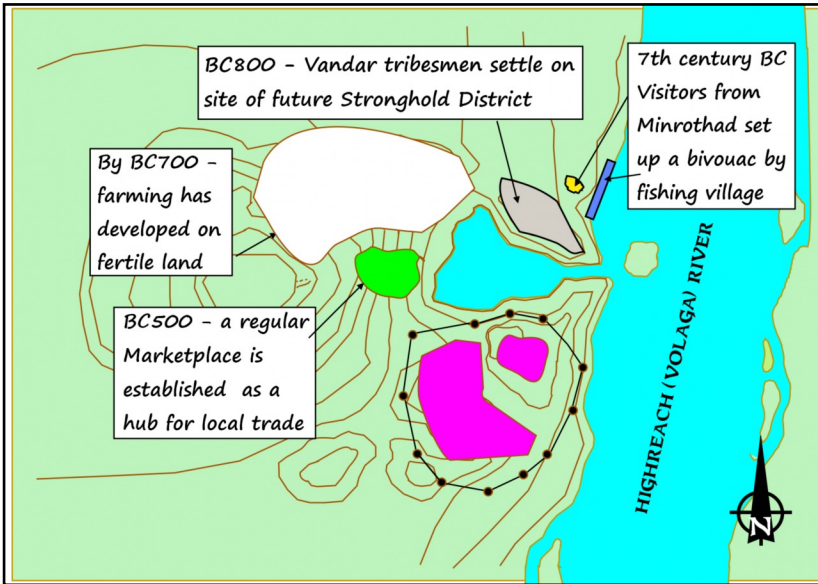 BC800 - Vandar tribesmen settle on
site of future Stronghold District
7th century BC
Visitors from
Minrothad set
up a bivouac by
fishing village
By BC700 -
farming has
developed on
fertile land
BC500 - a regular
Marketplace is
established as a
hub for local trade
HIGHREACH (VOLAGA) RIVER
N